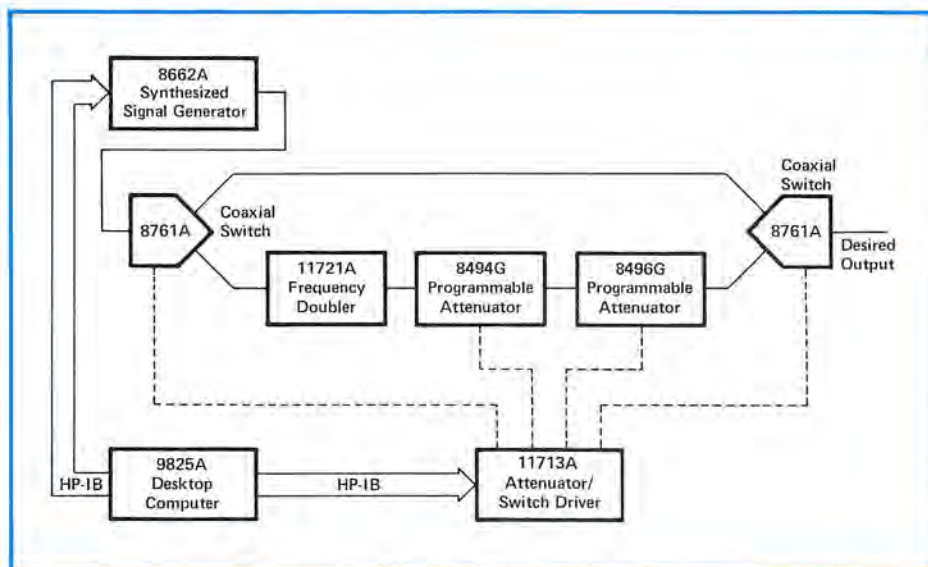 8662A
Synthesized
Signal Generator
Coaxial
Switch
8761A
Coaxial
Switch
8761A
Desired
Output
11721A
Frequency
Doubler
8494G
Programmable
Attenuator
8496G
Programmable
Attenuator
HP-IB
9825A
Desktop
Computer
HP-IB
11713A
Attenuator/
Switch Driver